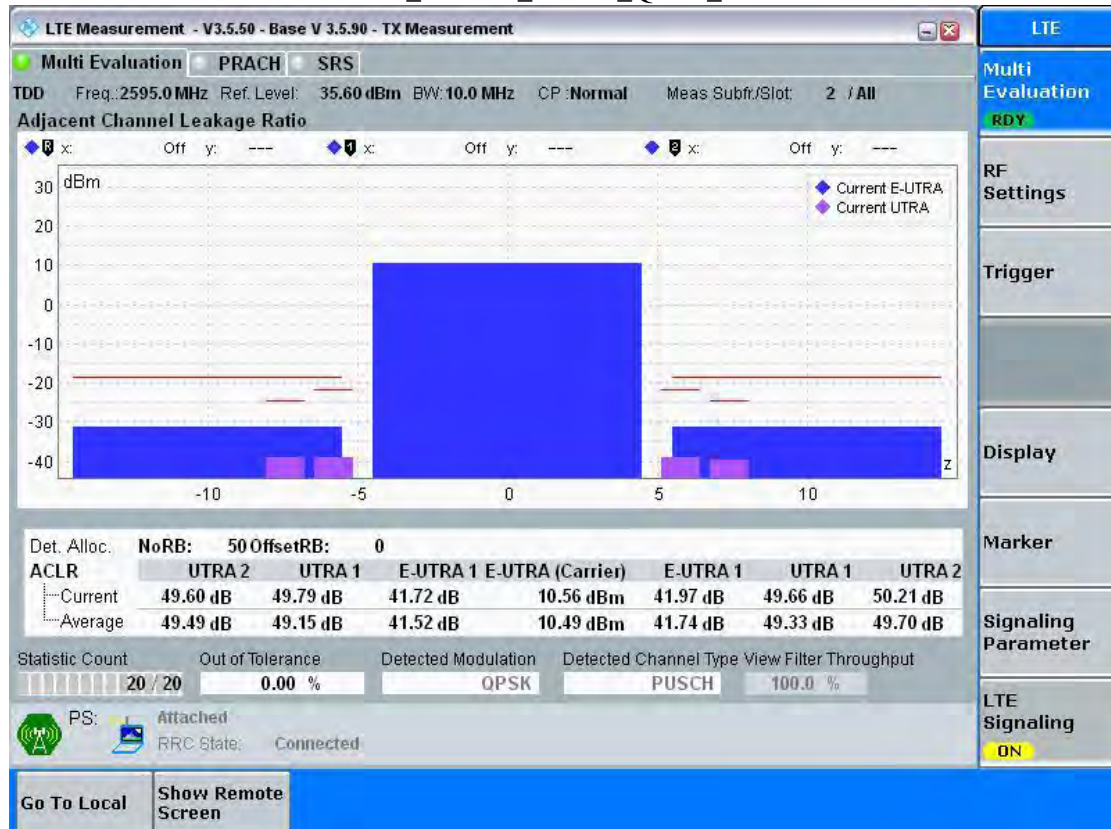 LTE Measurement - V3.5.50 - Base V 3.5.90 - TX Measurement
Multi Evaluation PRACH SRS
TDD Freq.:2595.0 MHz Ref. Level: 35.60 dBm BW:10.0 MHz CP :Normal Meas Subfr./Slot: 2 / All
Adjacent Channel Leakage Ratio
R x: Off y: --- 1 x: Off y: --- 2 x: Off y: ---
dBm
Current E-UTRA
Current UTRA
30
20
10
0
-10
-20
-30
-40
z
-10 -5 0 5 10
Det. Alloc. NoRB: 50 OffsetRB: 0
ACLR UTRA 2 UTRA 1 E-UTRA 1 E-UTRA (Carrier) E-UTRA 1 UTRA 1 UTRA 2
Current 49.60 dB 49.79 dB 41.72 dB 10.56 dBm 41.97 dB 49.66 dB 50.21 dB
Average 49.49 dB 49.15 dB 41.52 dB 10.49 dBm 41.74 dB 49.33 dB 49.70 dB
Statistic Count Out of Tolerance Detected Modulation Detected Channel Type View Filter Throughput
20 / 20 0.00 % QPSK PUSCH 100.0 %
PS: Attached
RRC State: Connected
Go To Local
Show Remote
Screen
LTE
Multi
Evaluation
RDY
RF
Settings
Trigger
Display
Marker
Signaling
Parameter
LTE
Signaling
ON